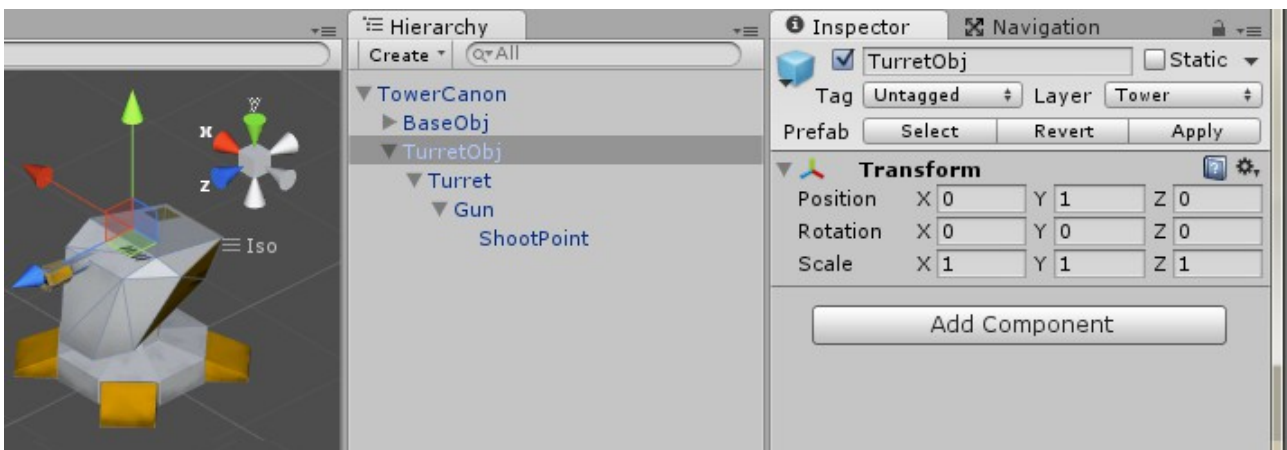 Hierarchy
Create
All
TowerCanon
BaseObj
TurretObj
Turret
Gun
ShootPoint
y
x
z
Iso
Inspector Navigation
TurretObj Static
Tag Untagged Layer Tower
Prefab Select Revert Apply
Transform
Position X 0 Y 1 Z 0
Rotation X 0 Y 0 Z 0
Scale X 1 Y 1 Z 1
Add Component